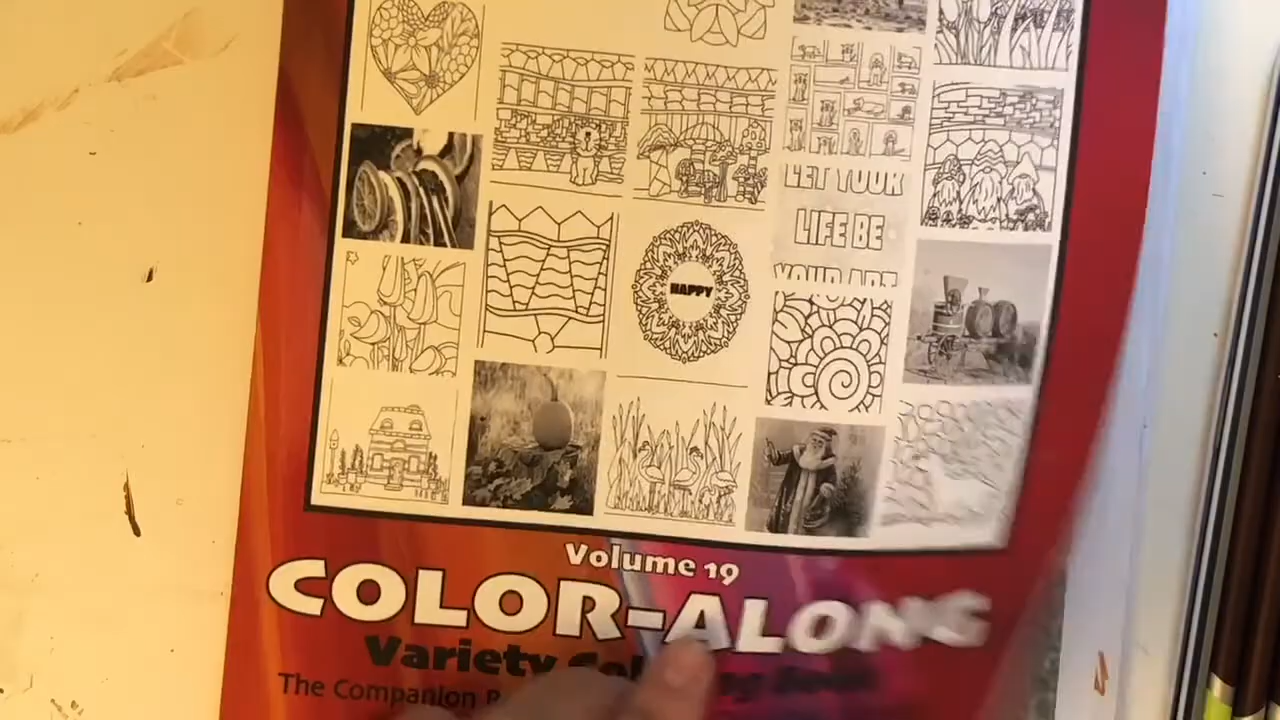 LET YOUR
LIFE BE
YOUR ART
HAPPY
Volume 19
COLOR-ALONG
Variety
The Companion